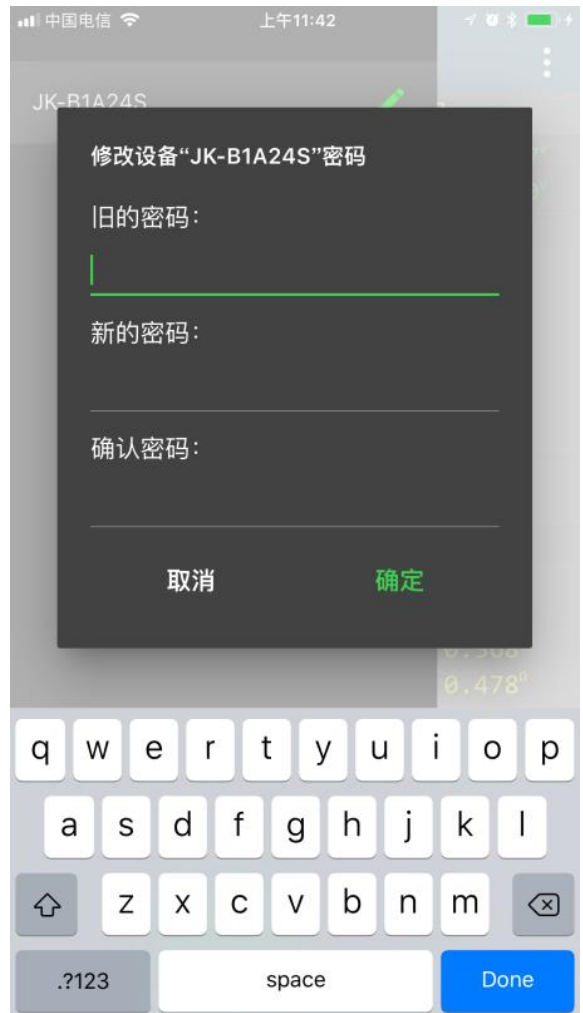 中国电信 上午11:42
JK-B1A24S
修改设备“JK-B1A24S”密码
旧的密码：
新的密码：
确认密码：
取消 确定
0.478
q w e r t y u i o p
a s d f g h j k l
z x c v b n m
.?123 space Done